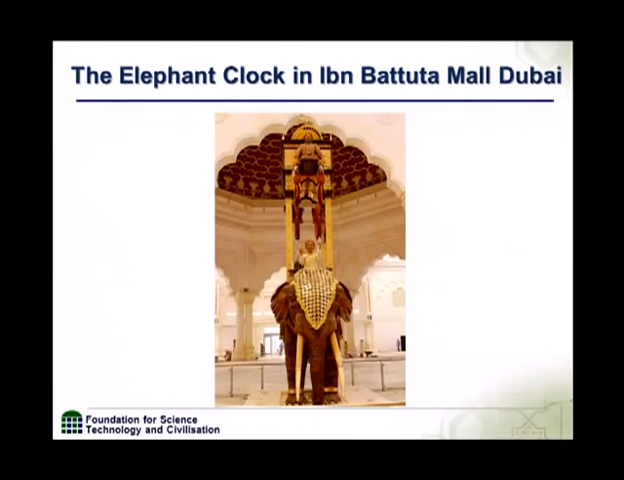 The Elephant Clock in Ibn Battuta Mall Dubai
Foundation for Science
Technology and Civilisation